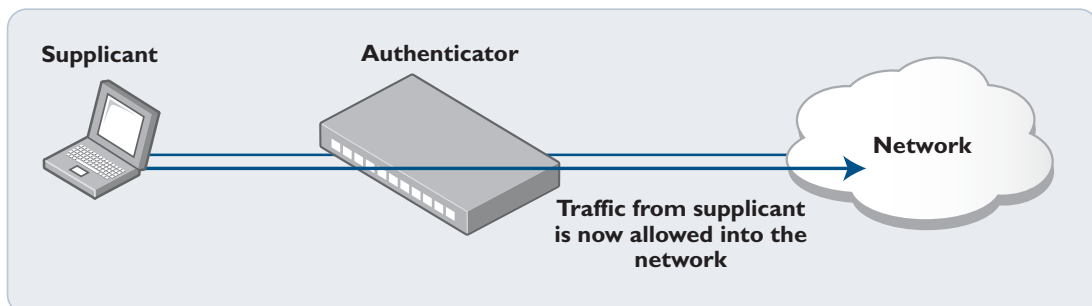 Supplicant
Authenticator
Network
Traffic from supplicant
is now allowed into the
network